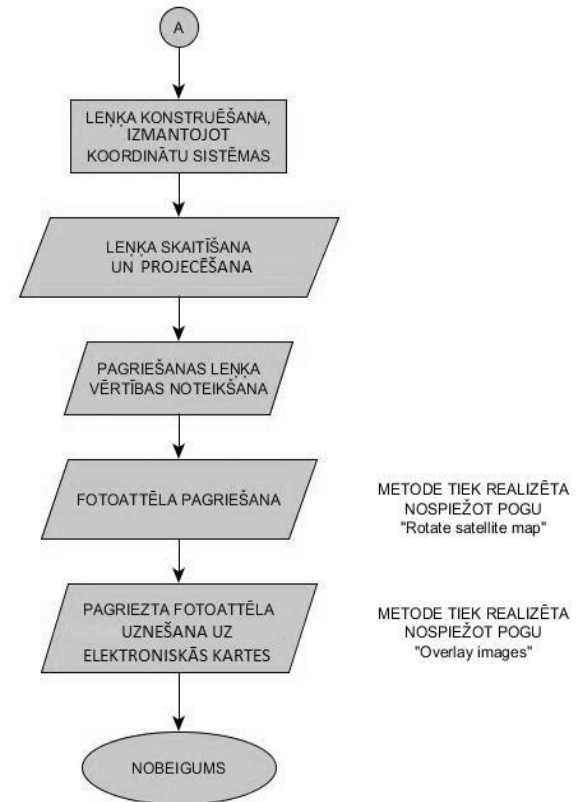 A
LEŅĶA KONSTRUĒŠANA,
IZMANTOJOT
KOORDINĀTU SISTĒMAS
LEŅĶA SKAITĪŠANA
UN PROJECĒŠANA
PAGRIEŠANAS LEŅĶA
VĒRTĪBAS NOTEIKŠANA
FOTOATTĒLA PAGRIEŠANA
METODE TIEK REALIZĒTA
NOSPIEŽOT POGU
"Rotate satellite map"
PAGRIEZTA FOTOATTĒLA
UZNEŠANA UZ
ELEKTRONISKĀS KARTES
METODE TIEK REALIZĒTA
NOSPIEŽOT POGU
"Overlay images"
NOBEIGUMS